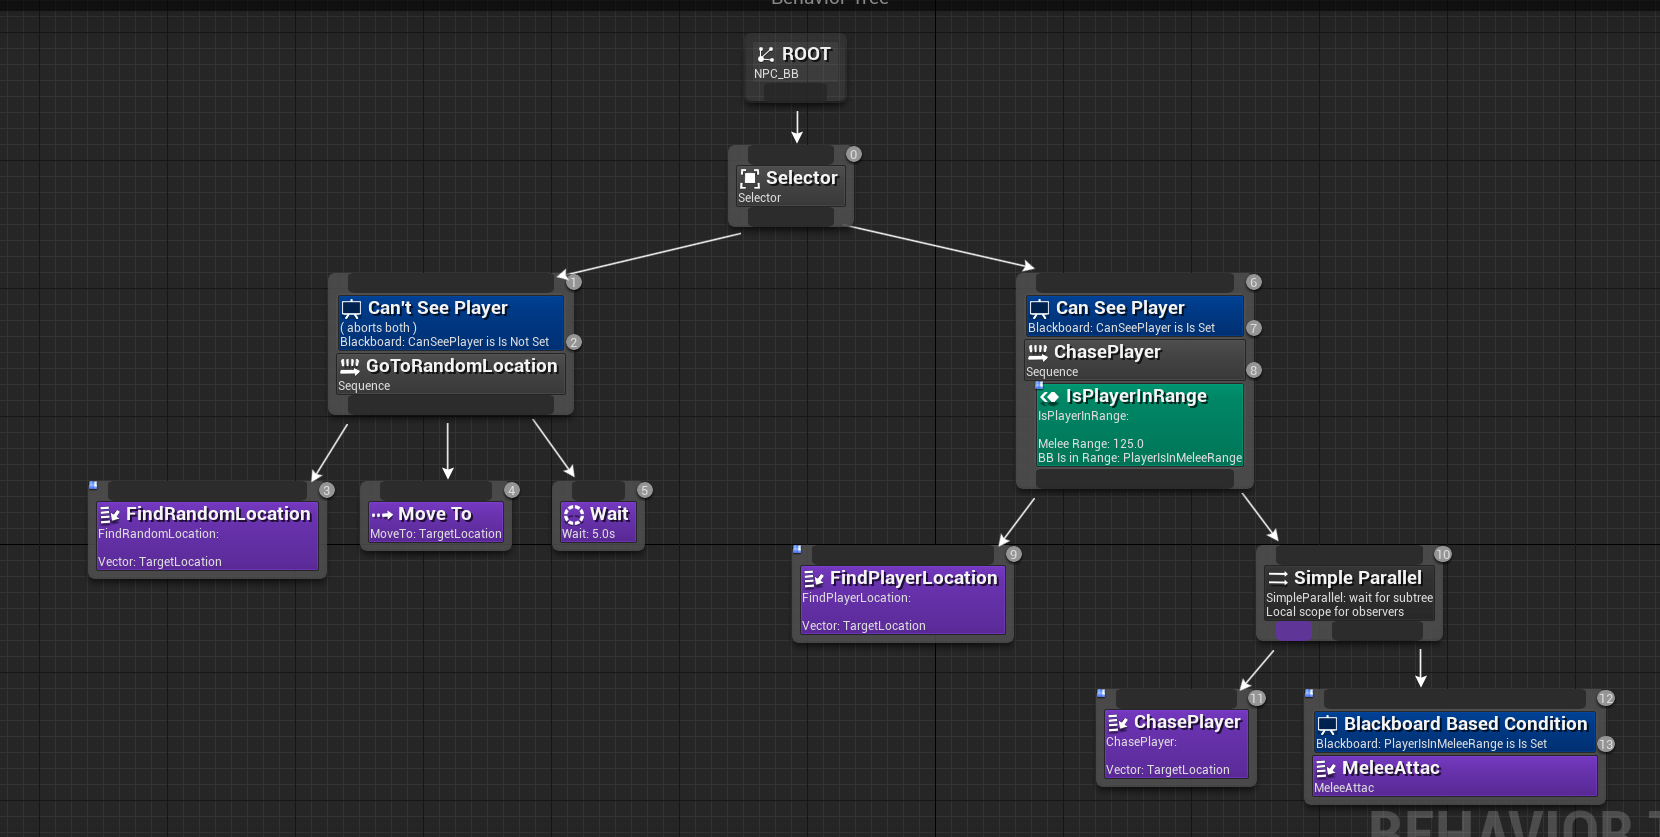 Behavior Tree
ROOT
NPC_BB
0
Selector
Selector
1
Can't See Player
( aborts both )
Blackboard: CanSeePlayer is Is Not Set
2
GoToRandomLocation
Sequence
6
Can See Player
Blackboard: CanSeePlayer is Is Set
7
ChasePlayer
Sequence
8
IsPlayerInRange
IsPlayerInRange:
Melee Range: 125.0
BB Is in Range: PlayerIsInMeleeRange
3
FindRandomLocation
FindRandomLocation:
Vector: TargetLocation
4
Move To
MoveTo: TargetLocation
5
Wait
Wait: 5.0s
9
FindPlayerLocation
FindPlayerLocation:
Vector: TargetLocation
10
Simple Parallel
SimpleParallel: wait for subtree
Local scope for observers
11
ChasePlayer
ChasePlayer:
Vector: TargetLocation
12
Blackboard Based Condition
Blackboard: PlayerIsInMeleeRange is Is Set
13
MeleeAttac
MeleeAttac
BEHAVIOR T